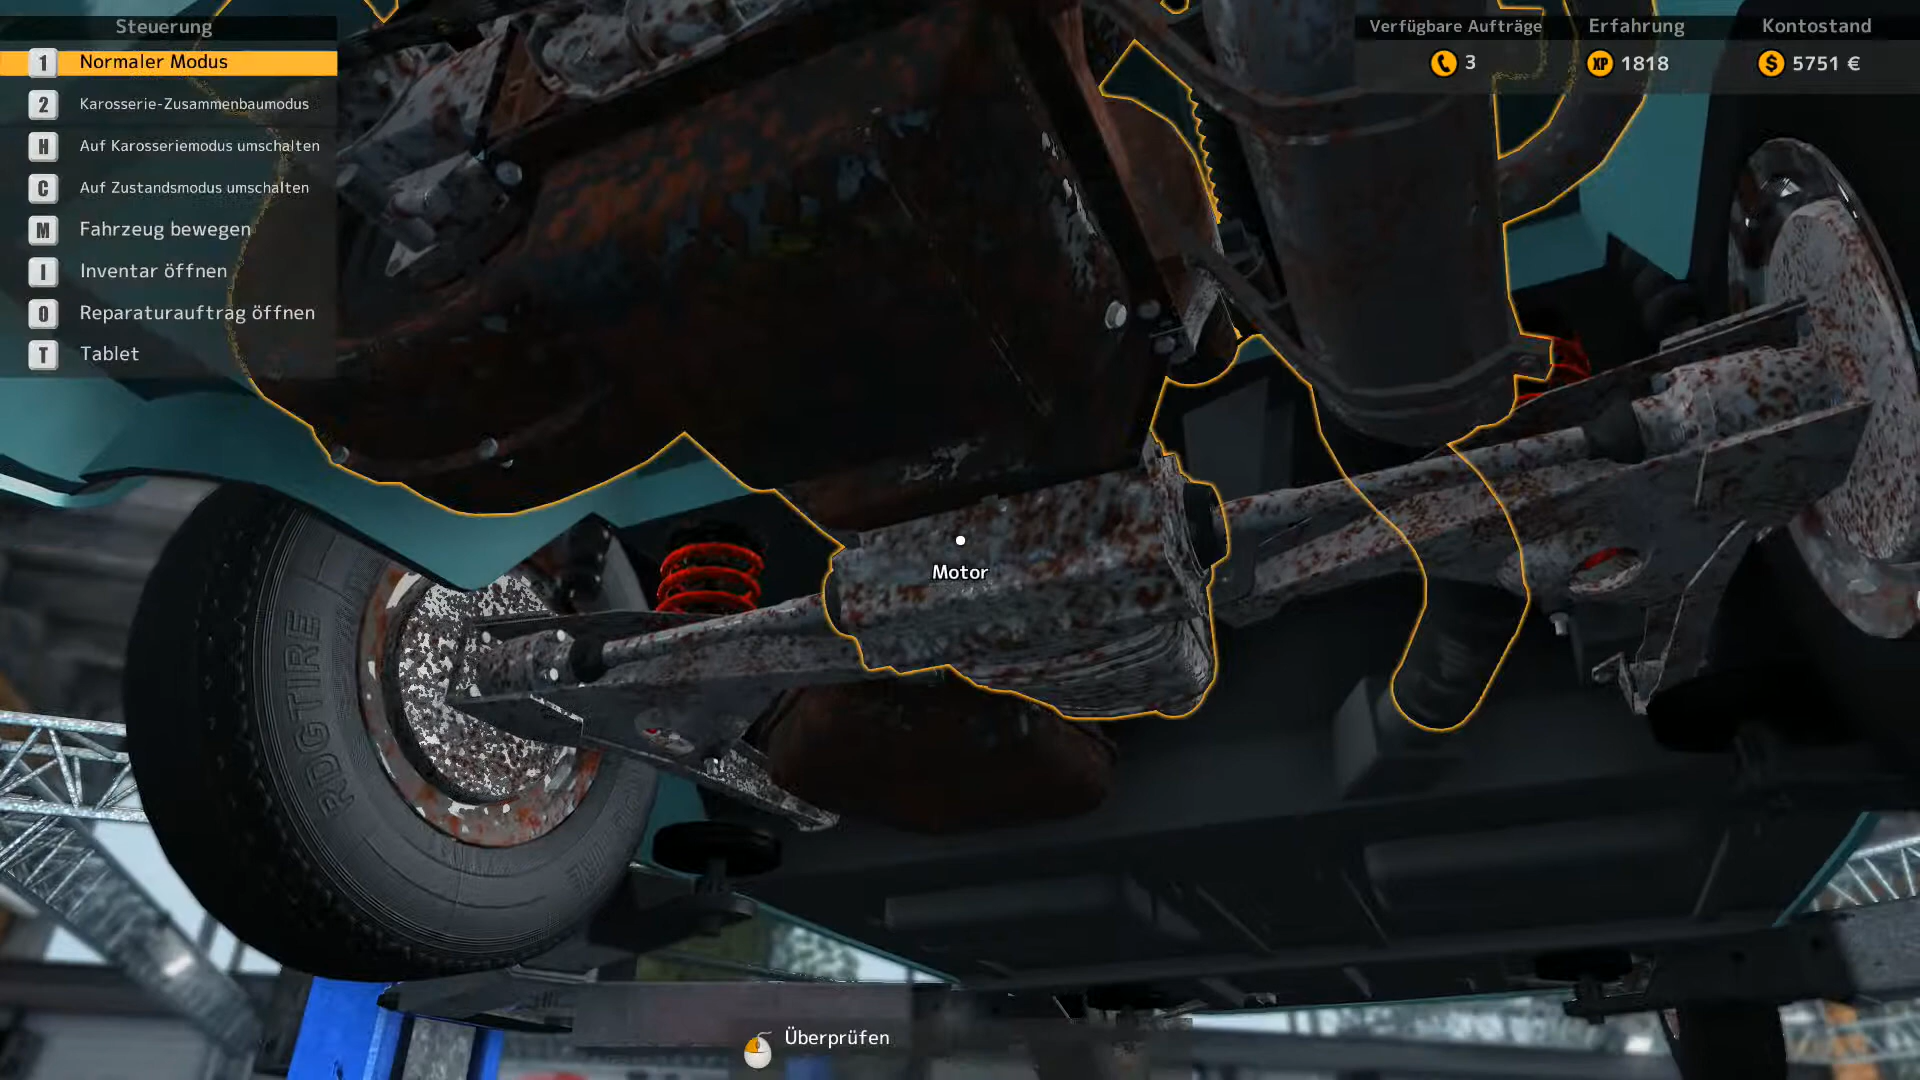 Steuerung
1 Normaler Modus
2 Karosserie-Zusammenbaumodus
H Auf Karosseriemodus umschalten
C Auf Zustandsmodus umschalten
M Fahrzeug bewegen
I Inventar öffnen
O Reparaturauftrag öffnen
T Tablet
Verfügbare Aufträge Erfahrung Kontostand
3 XP 1818 $ 5751 €
Motor
RDGTIRE
Überprüfen